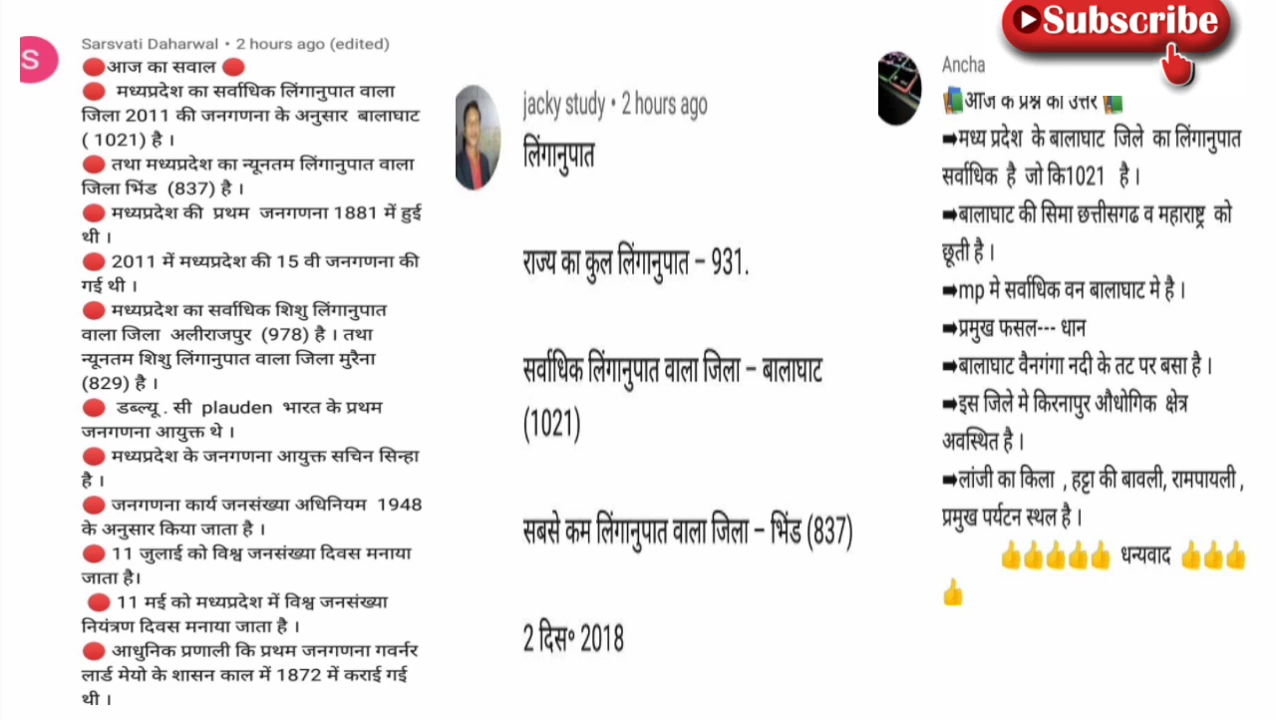 Sarsvati Daharwal • 2 hours ago (edited)
🔴आज का सवाल 🔴
🔴 मध्यप्रदेश का सर्वाधिक लिंगानुपात वाला
जिला 2011 की जनगणना के अनुसार बालाघाट
( 1021) है ।
🔴 तथा मध्यप्रदेश का न्यूनतम लिंगानुपात वाला
जिला भिंड (837) है ।
🔴 मध्यप्रदेश की प्रथम जनगणना 1881 में हुई
थी ।
🔴 2011 में मध्यप्रदेश की 15 वी जनगणना की
गई थी ।
🔴 मध्यप्रदेश का सर्वाधिक शिशु लिंगानुपात
वाला जिला अलीराजपुर (978) है । तथा
न्यूनतम शिशु लिंगानुपात वाला जिला मुरैना
(829) है ।
🔴 डब्ल्यू . सी plauden भारत के प्रथम
जनगणना आयुक्त थे ।
🔴 मध्यप्रदेश के जनगणना आयुक्त सचिन सिन्हा
है ।
🔴 जनगणना कार्य जनसंख्या अधिनियम 1948
के अनुसार किया जाता है ।
🔴 11 जुलाई को विश्व जनसंख्या दिवस मनाया
जाता है।
🔴 11 मई को मध्यप्रदेश में विश्व जनसंख्या
नियंत्रण दिवस मनाया जाता है ।
🔴 आधुनिक प्रणाली कि प्रथम जनगणना गवर्नर
लार्ड मेयो के शासन काल में 1872 में कराई गई
थी ।
S
jacky study • 2 hours ago
लिंगानुपात
राज्य का कुल लिंगानुपात – 931.
सर्वाधिक लिंगानुपात वाला जिला – बालाघाट
(1021)
सबसे कम लिंगानुपात वाला जिला – भिंड (837)
2 दिस॰ 2018
Subscribe
Ancha
📚आज के प्रश्न का उत्तर 📚
➡मध्य प्रदेश के बालाघाट जिले का लिंगानुपात
सर्वाधिक है जो कि1021 है ।
➡बालाघाट की सिमा छत्तीसगढ व महाराष्ट्र को
छूती है ।
➡mp मे सर्वाधिक वन बालाघाट मे है ।
➡प्रमुख फसल--- धान
➡बालाघाट वैनगंगा नदी के तट पर बसा है ।
➡इस जिले मे किरनापुर औधोगिक क्षेत्र
अवस्थित है ।
➡लांजी का किला , हट्टा की बावली, रामपायली ,
प्रमुख पर्यटन स्थल है ।
👍👍👍👍👍 धन्यवाद 👍👍👍
👍